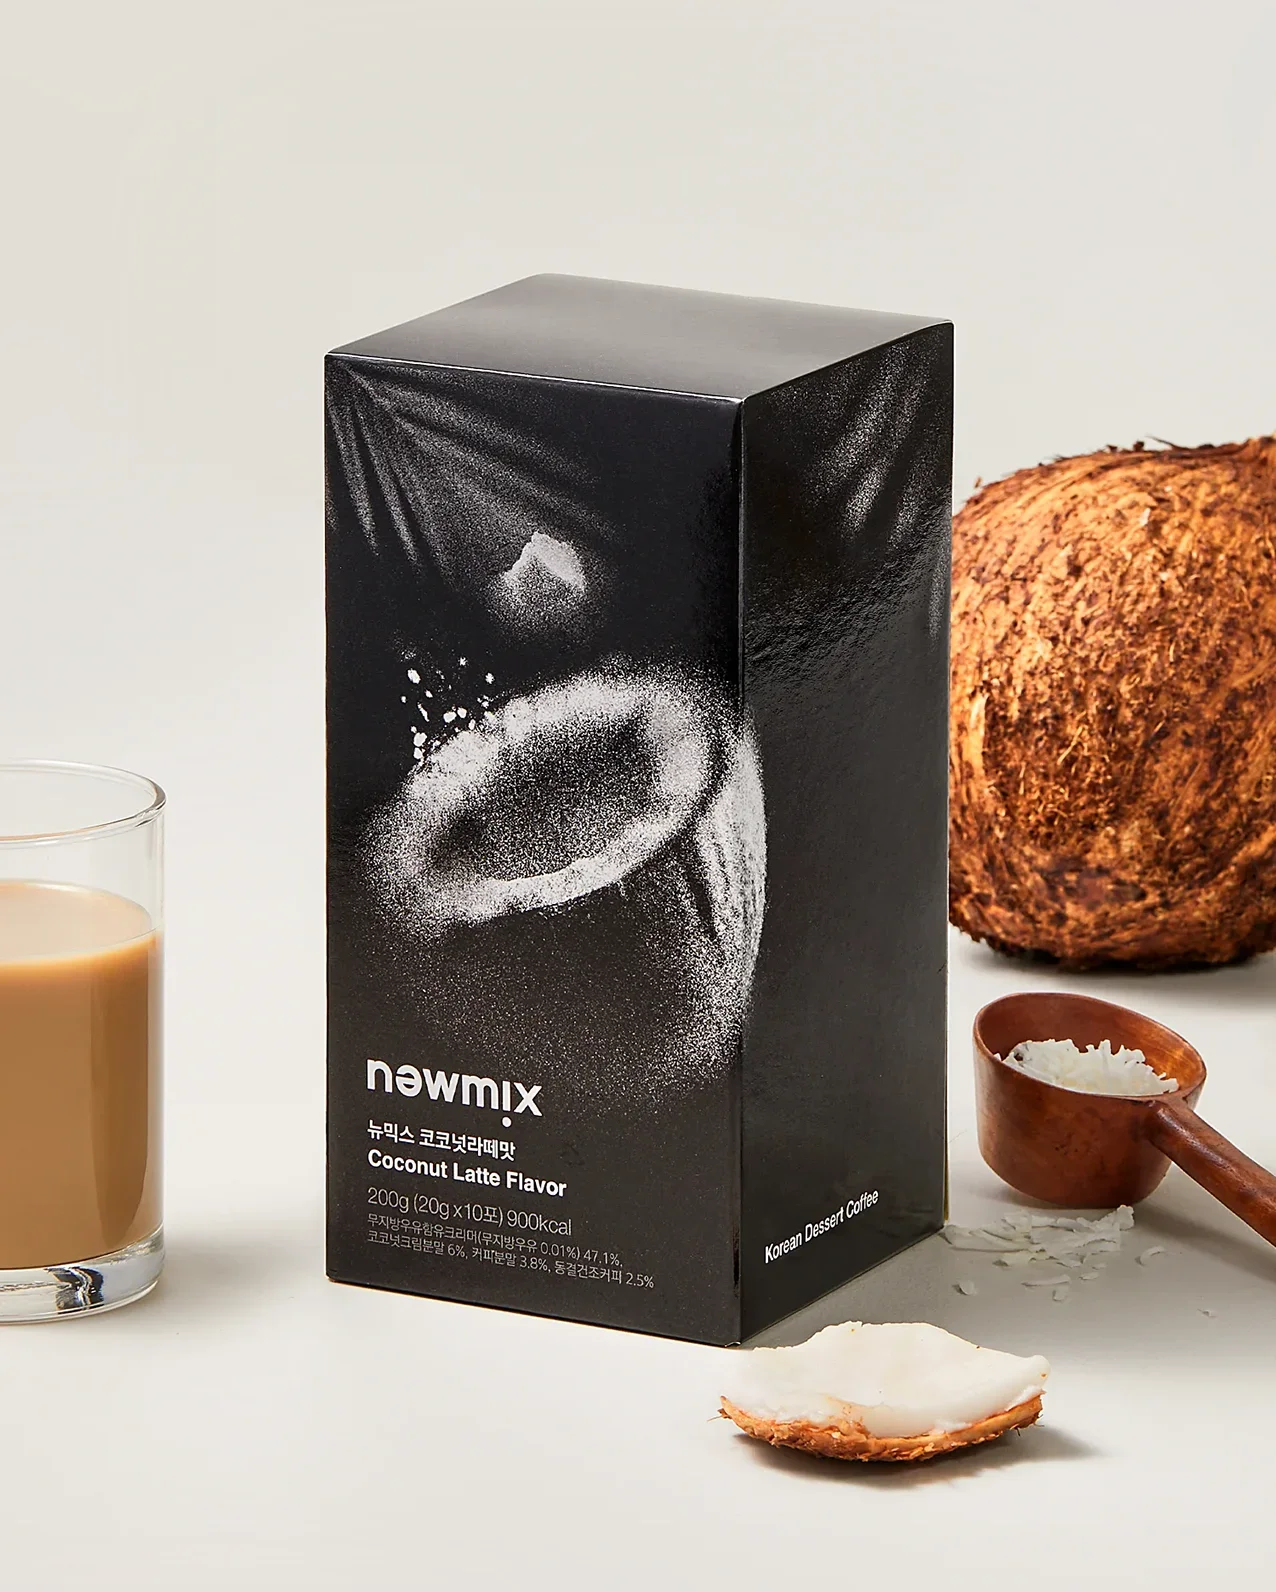 newmix
뉴믹스 코코넛라떼맛
Coconut Latte Flavor
200g (20g x10포) 900kcal
무지방우유함유크리머(무지방우유 0.01%) 47.1%,
코코넛크림분말 6%, 커피분말 3.8%, 동결건조커피 2.5%
Korean Dessert Coffee